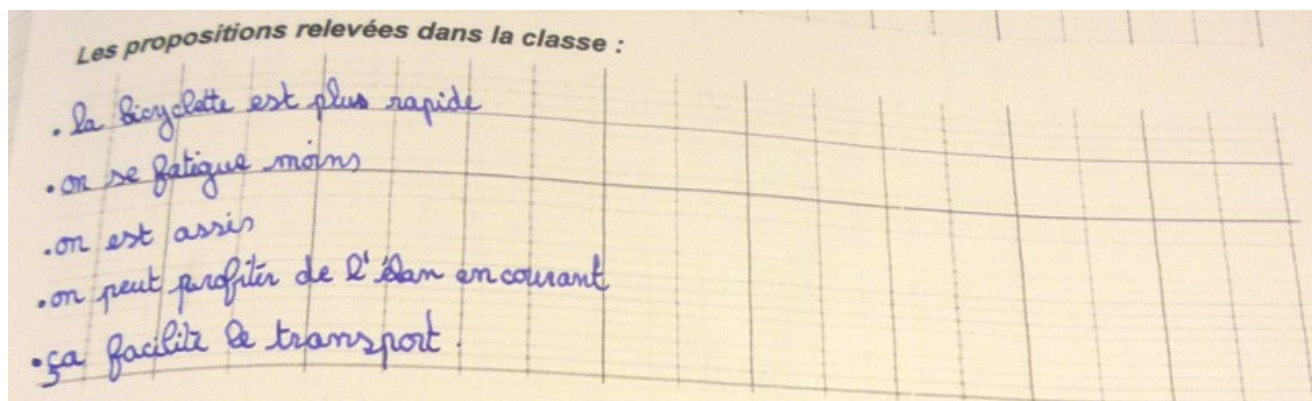 Les propositions relevées dans la classe :
• la bicyclette est plus rapide
• on se fatigue moins
• on est assis
• on peut profiter de l'élan en courant
• ça facilite le transport.